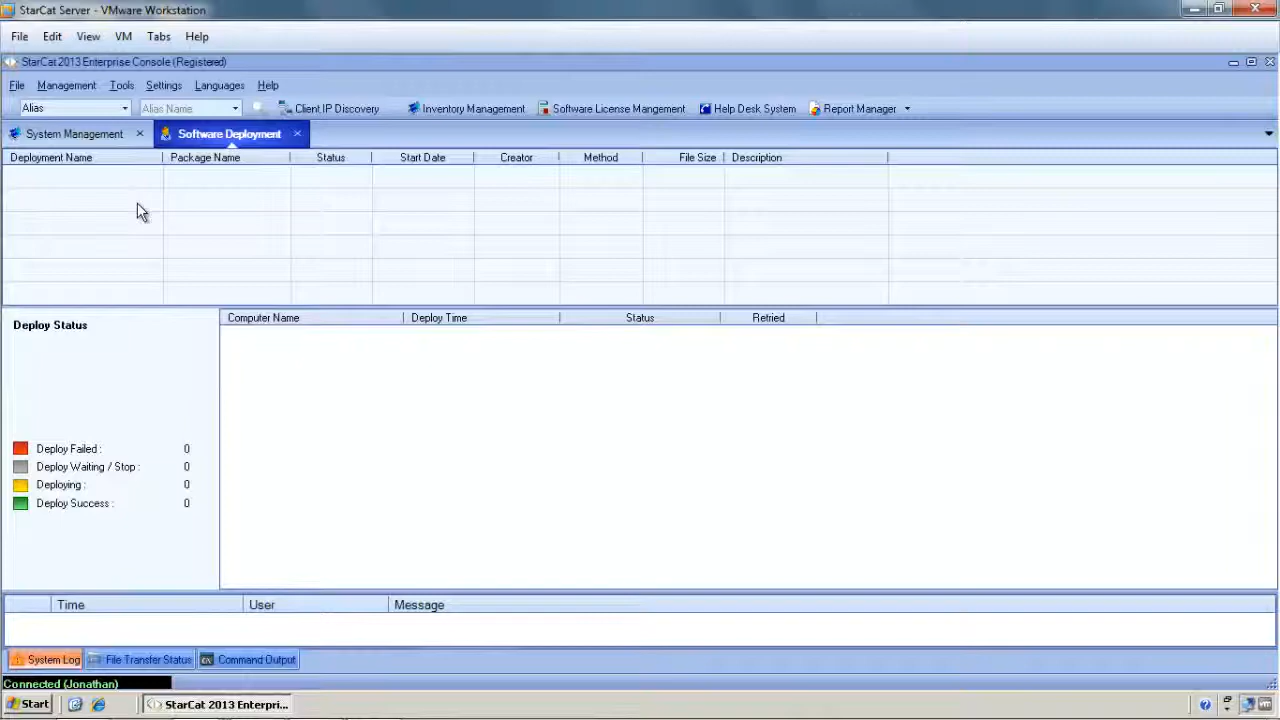 StarCat Server - VMware Workstation
File Edit View VM Tabs Help
StarCat 2013 Enterprise Console (Registered)
File Management Tools Settings Languages Help
Alias Alias Name Client IP Discovery Inventory Management Software License Mangement Help Desk System Report Manager
System Management Software Deployment
Deployment Name Package Name Status Start Date Creator Method File Size Description
Deploy Status
Computer Name Deploy Time Status Retried
Deploy Failed : 0
Deploy Waiting / Stop : 0
Deploying : 0
Deploy Success : 0
Time User Message
System Log File Transfer Status Command Output
Connected (Jonathan)
Start StarCat 2013 Enterpri...